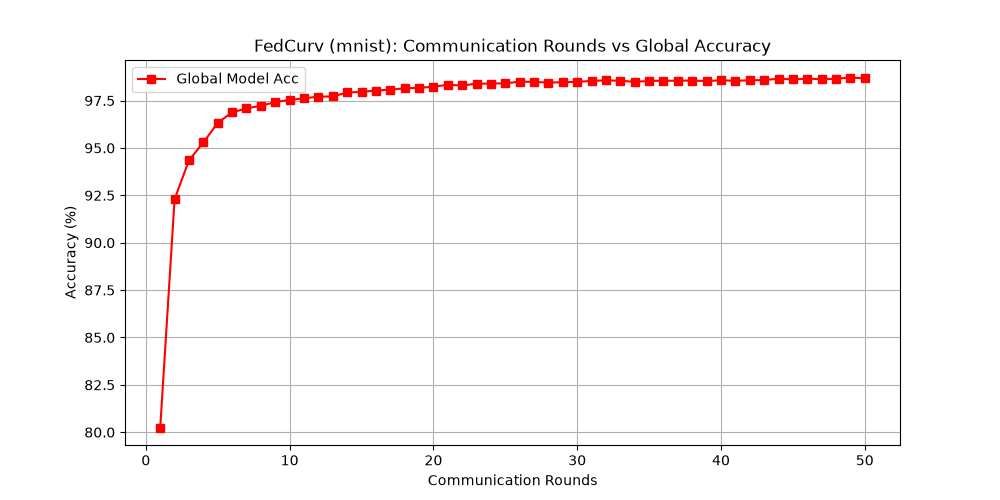 FedCurv (mnist): Communication Rounds vs Global Accuracy
Global Model Acc
Accuracy (%)
97.5
95.0
92.5
90.0
87.5
85.0
82.5
80.0
0 10 20 30 40 50
Communication Rounds